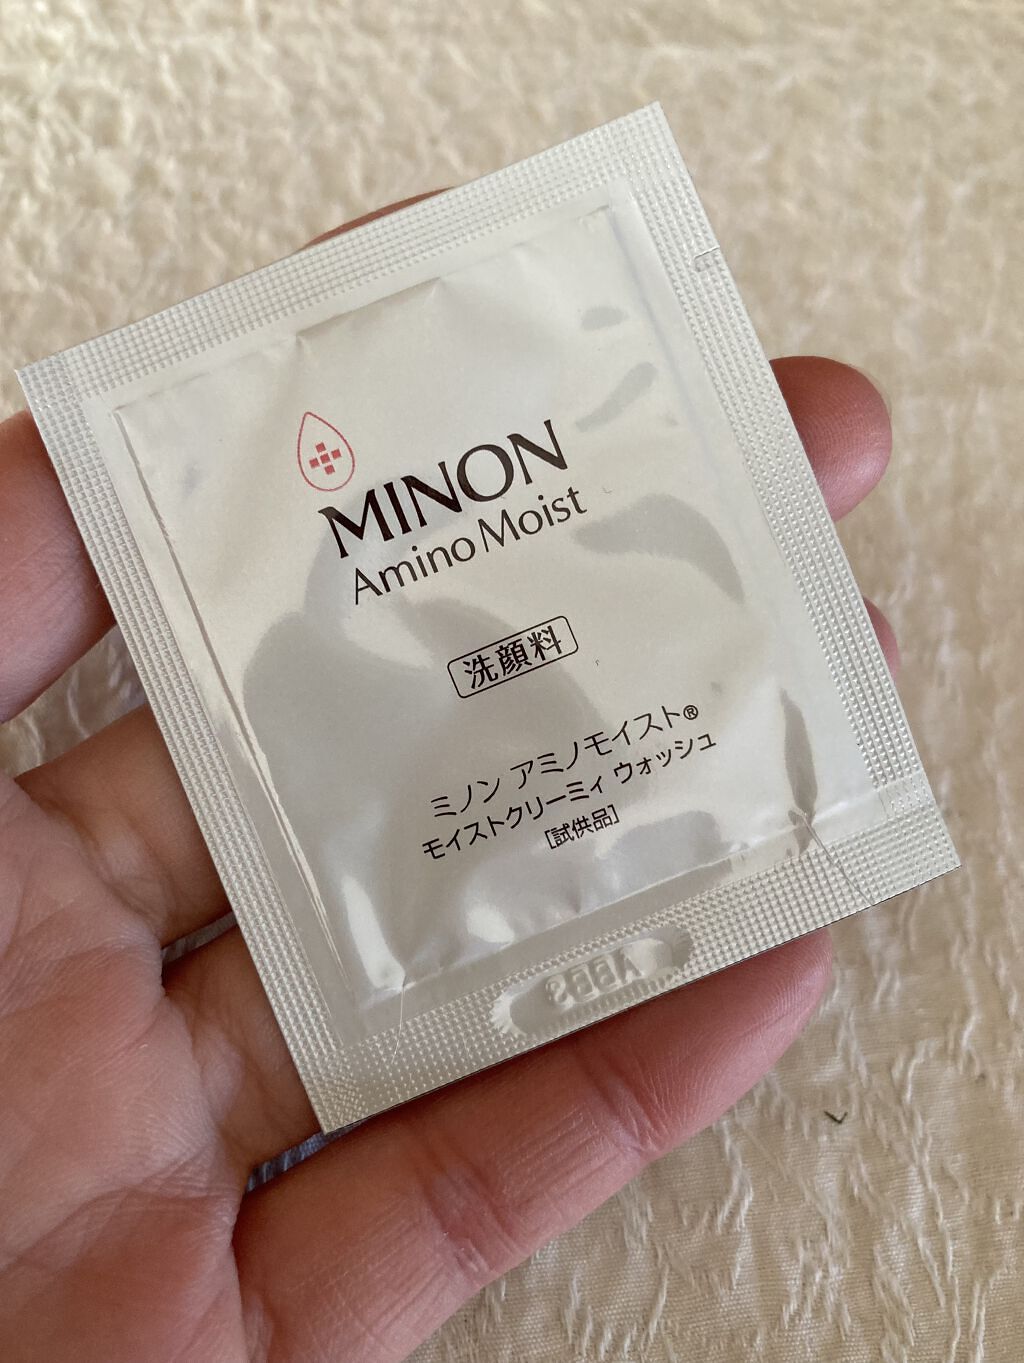 MINON
Amino Moist
洗顔料
ミノン アミノモイスト®
モイストクリーミィ ウォッシュ
[試供品]